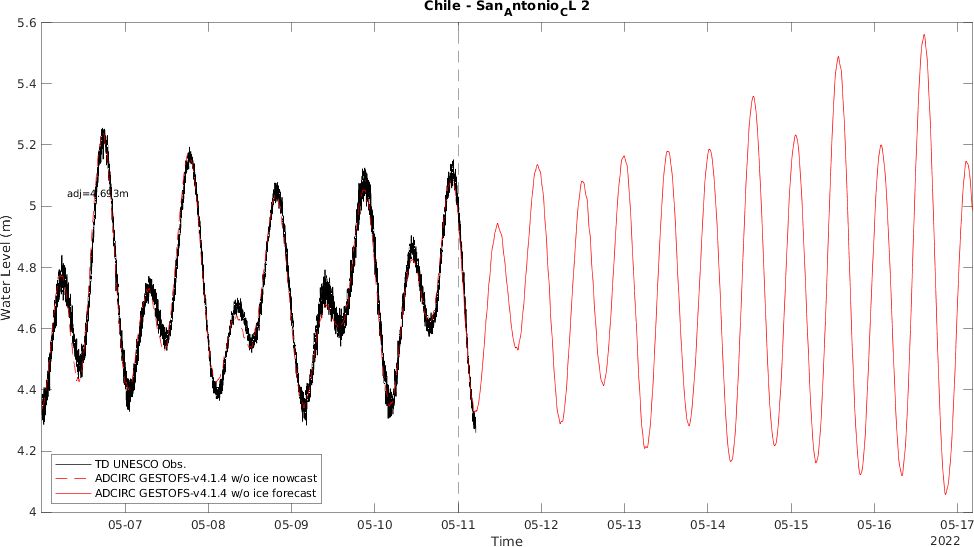 Chile - SanAntonioCL 2
5.6
5.4
5.2
5
4.8
4.6
4.4
4.2
4
Water Level (m)
adj=4.693m
TD UNESCO Obs.
ADCIRC GESTOFS-v4.1.4 w/o ice nowcast
ADCIRC GESTOFS-v4.1.4 w/o ice forecast
05-07 05-08 05-09 05-10 05-11 05-12 05-13 05-14 05-15 05-16 05-17
Time
2022